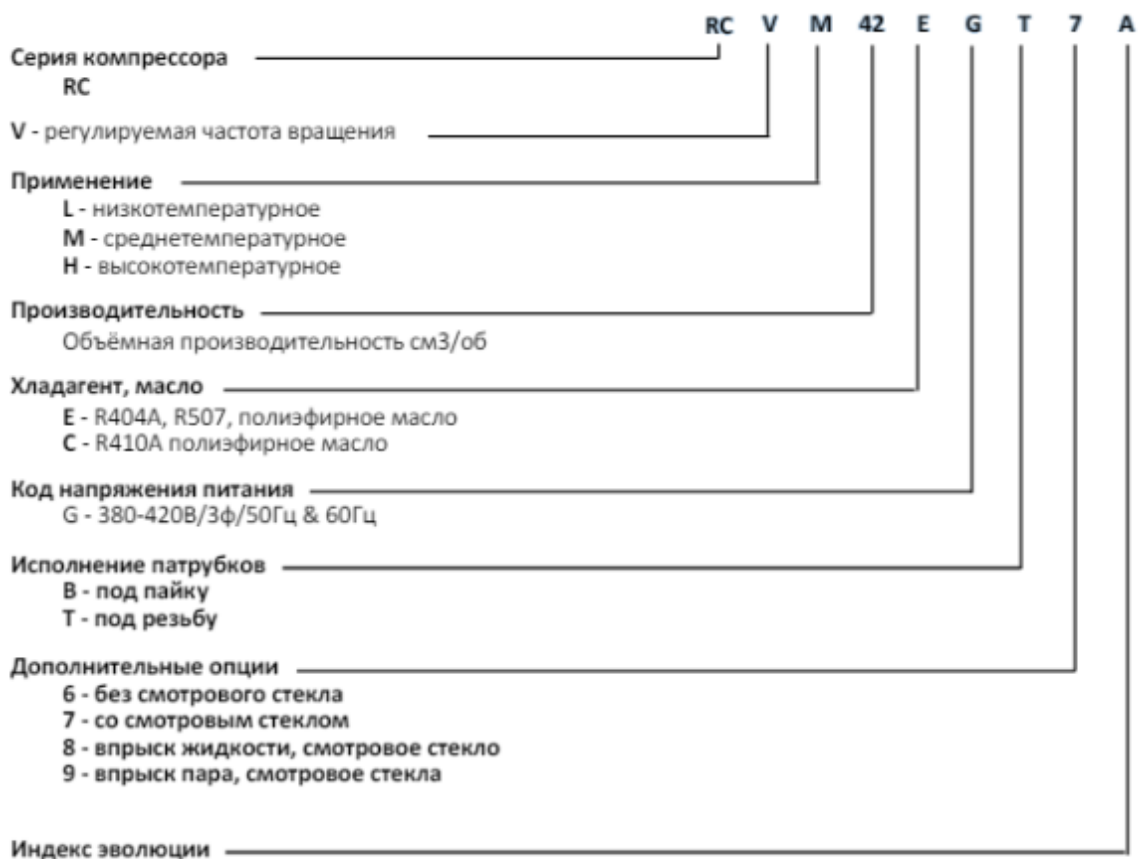 RC V M 42 E G T 7 A
Серия компрессора
RC
V - регулируемая частота вращения
Применение
L - низкотемпературное
M - среднетемпературное
H - высокотемпературное
Производительность
Объёмная производительность см3/об
Хладагент, масло
E - R404A, R507, полиэфирное масло
C - R410A полиэфирное масло
Код напряжения питания
G - 380-420В/3ф/50Гц & 60Гц
Исполнение патрубков
B - под пайку
T - под резьбу
Дополнительные опции
6 - без смотрового стекла
7 - со смотровым стеклом
8 - впрыск жидкости, смотровое стекло
9 - впрыск пара, смотровое стекла
Индекс эволюции